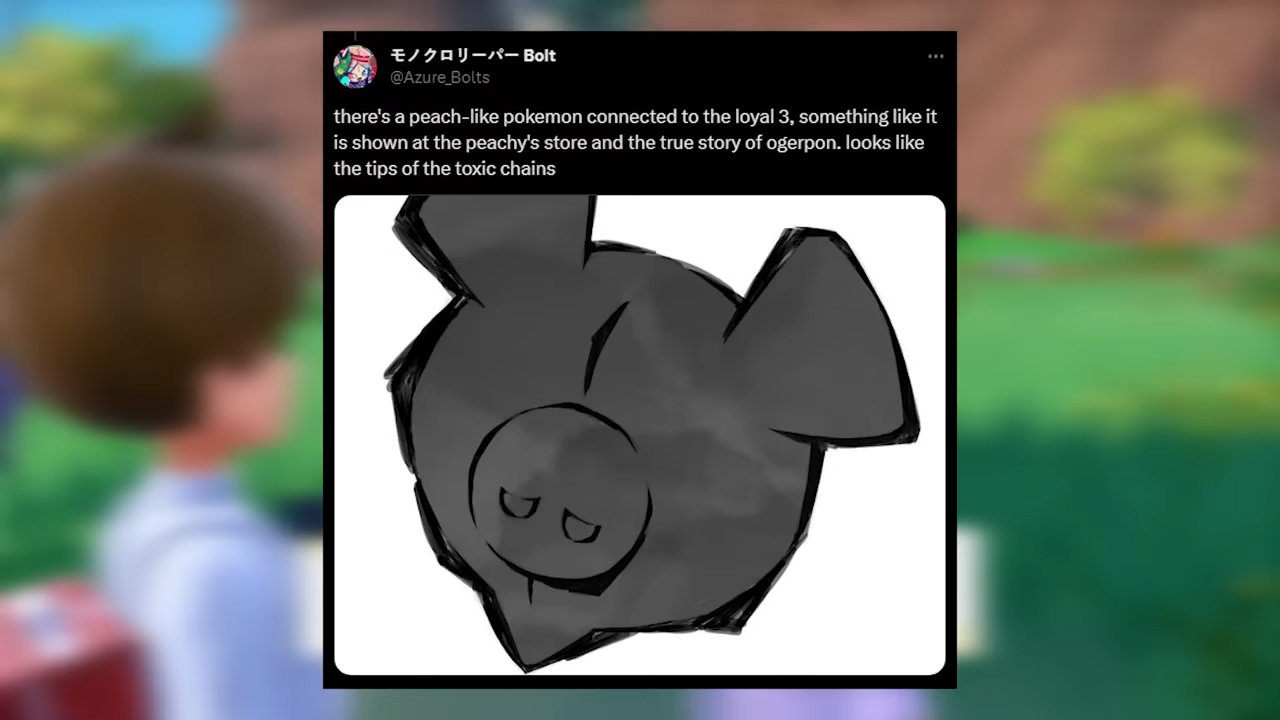 モノクロリーパー Bolt
@Azure_Bolts
there's a peach-like pokemon connected to the loyal 3, something like it
is shown at the peachy's store and the true story of ogerpon. looks like
the tips of the toxic chains